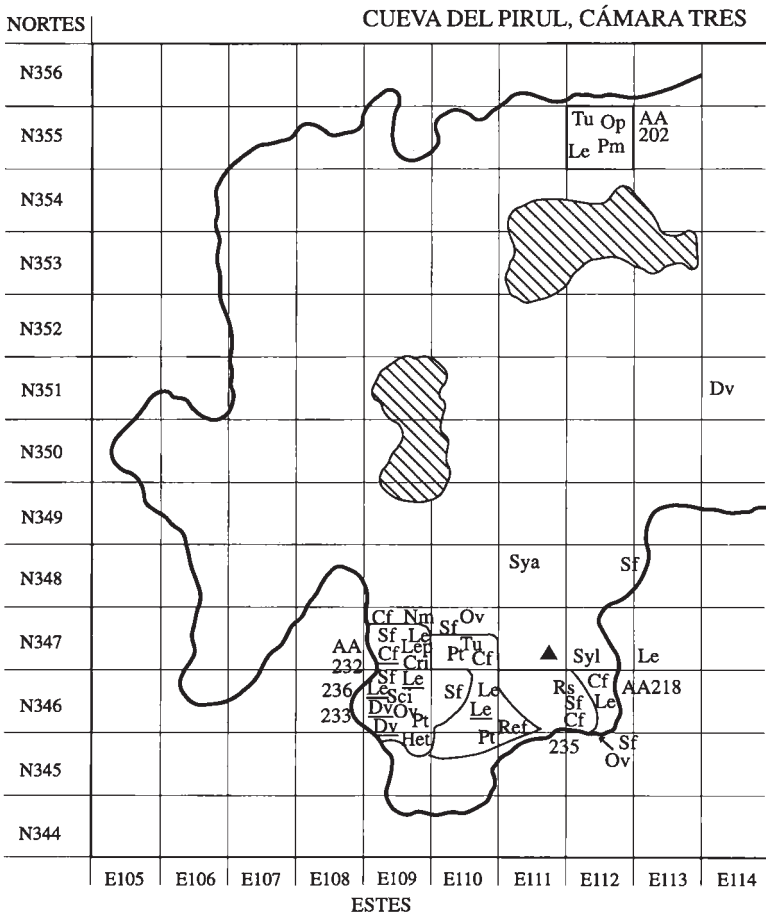 CUEVA DEL PIRUL, CÁMARA TRES
NORTES
N356
N355
Tu Op
Le Pm
AA
202
N354
N353
N352
N351
Dv
N350
N349
N348
Sya
Sf
N347
Cf Nm
Sf Ov
Sf Le
Cf Lep
Cri
Pt Tu
Cf
AA
232
Syl
Le
N346
236
233
Sf Le
Le Sci
Dv Ov
Pt
Dv
Het
Sf
Le
Le
Pt
Ref
Rs
Sf
Cf
Cf
Le
AA218
235
Sf
Ov
N345
N344
E105 E106 E107 E108 E109 E110 E111 E112 E113 E114
ESTES